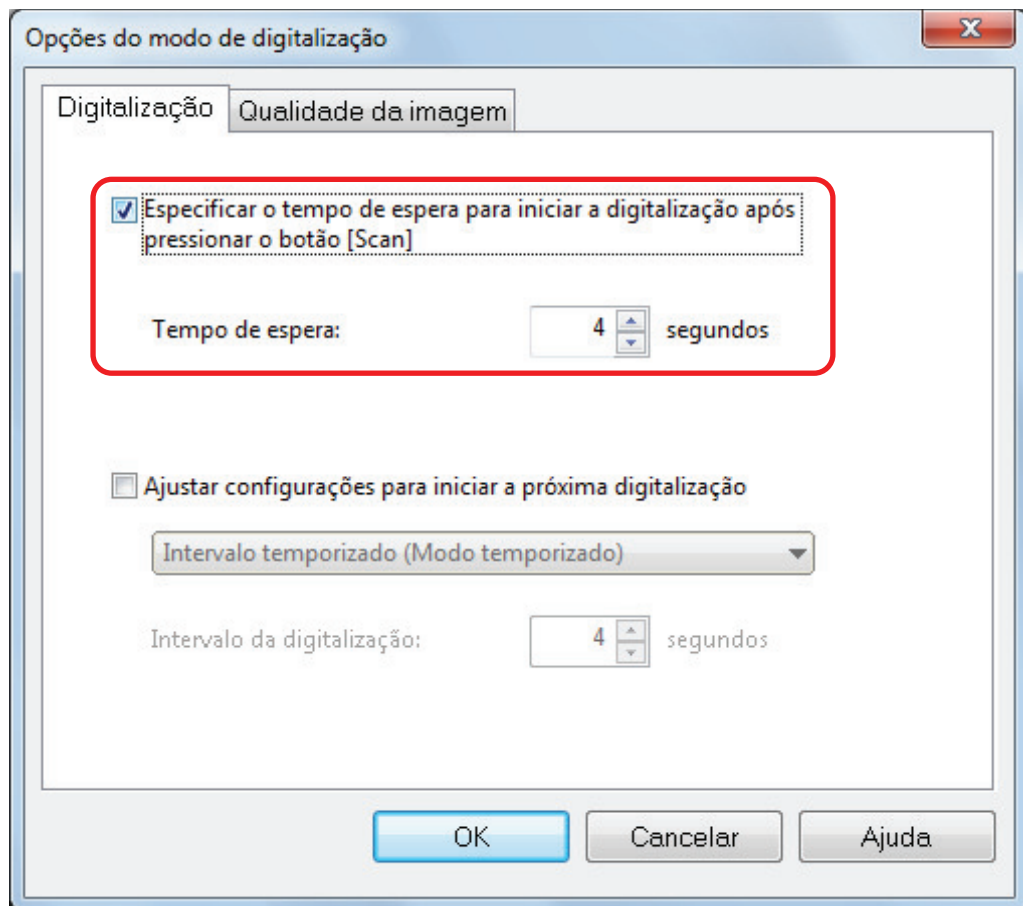 Opções do modo de digitalização
Digitalização
Qualidade da imagem
Especificar o tempo de espera para iniciar a digitalização após
pressionar o botão [Scan]
Tempo de espera: 4 segundos
Ajustar configurações para iniciar a próxima digitalização
Intervalo temporizado (Modo temporizado)
Intervalo da digitalização: 4 segundos
OK Cancelar Ajuda